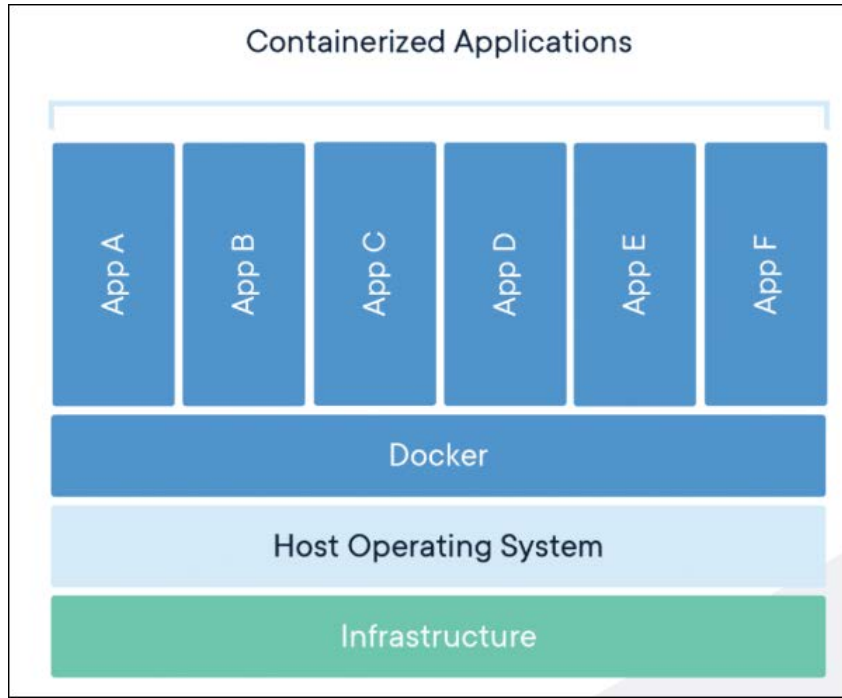 Containerized Applications
App A
App B
App C
App D
App E
App F
Docker
Host Operating System
Infrastructure